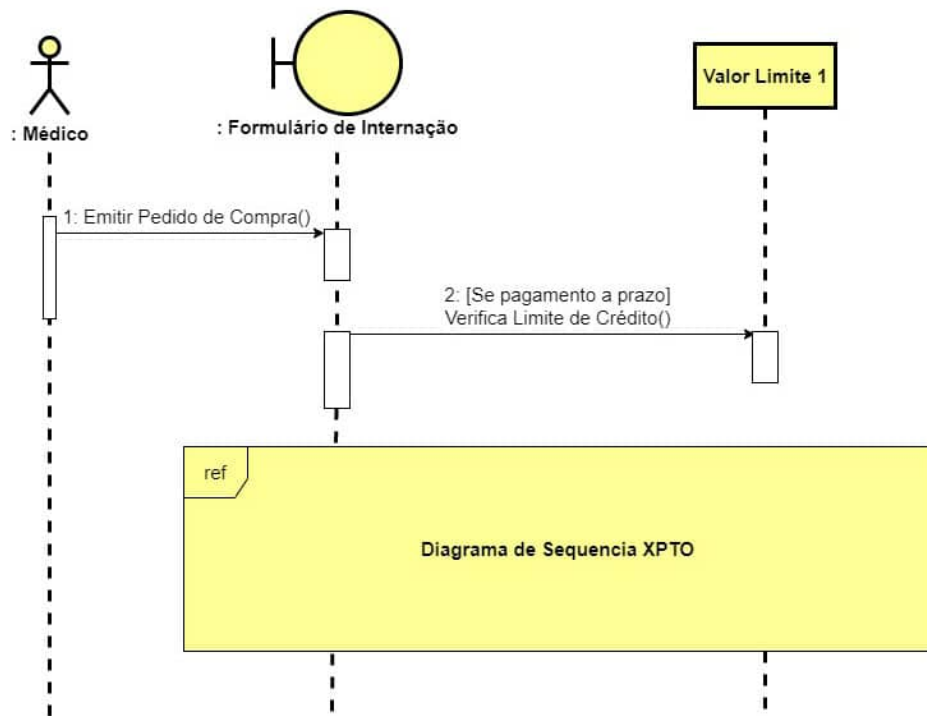 Valor Limite 1
: Médico
: Formulário de Internação
1: Emitir Pedido de Compra()
2: [Se pagamento a prazo]
Verifica Limite de Crédito()
ref
Diagrama de Sequencia XPTO